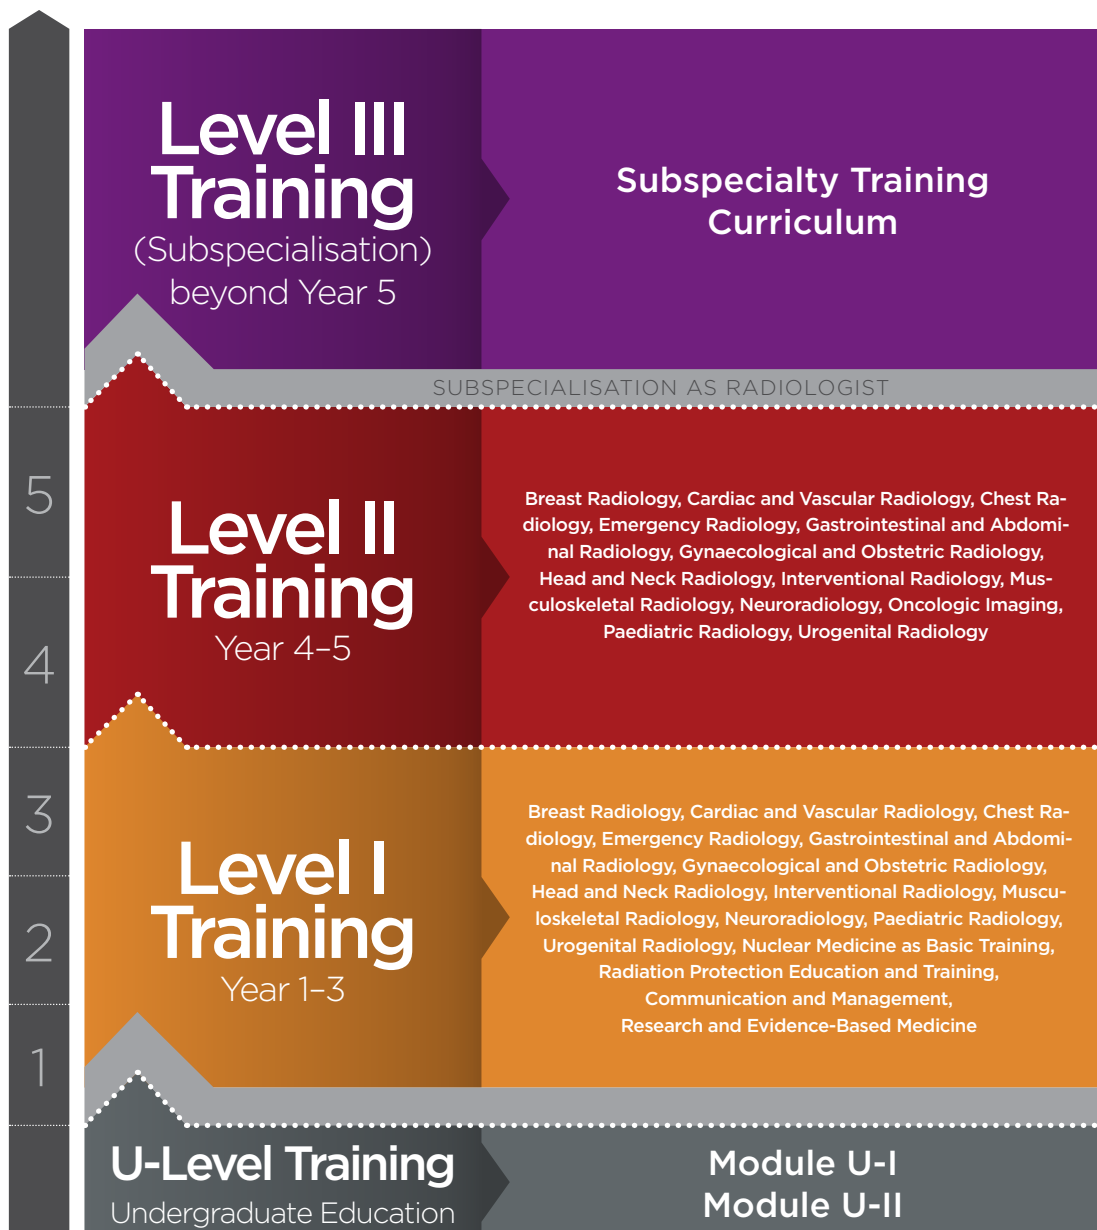 Level III
Training
(Subspecialisation)
beyond Year 5
Subspecialty Training
Curriculum
SUBSPECIALISATION AS RADIOLOGIST
5
4
Level II
Training
Year 4–5
Breast Radiology, Cardiac and Vascular Radiology, Chest Ra-
diology, Emergency Radiology, Gastrointestinal and Abdomi-
nal Radiology, Gynaecological and Obstetric Radiology,
Head and Neck Radiology, Interventional Radiology, Mus-
culoskeletal Radiology, Neuroradiology, Oncologic Imaging,
Paediatric Radiology, Urogenital Radiology
3
2
1
Level I
Training
Year 1–3
Breast Radiology, Cardiac and Vascular Radiology, Chest Ra-
diology, Emergency Radiology, Gastrointestinal and Abdomi-
nal Radiology, Gynaecological and Obstetric Radiology,
Head and Neck Radiology, Interventional Radiology, Muscu-
loskeletal Radiology, Neuroradiology, Paediatric Radiology,
Urogenital Radiology, Nuclear Medicine as Basic Training,
Radiation Protection Education and Training,
Communication and Management,
Research and Evidence-Based Medicine
U-Level Training
Undergraduate Education
Module U-I
Module U-II